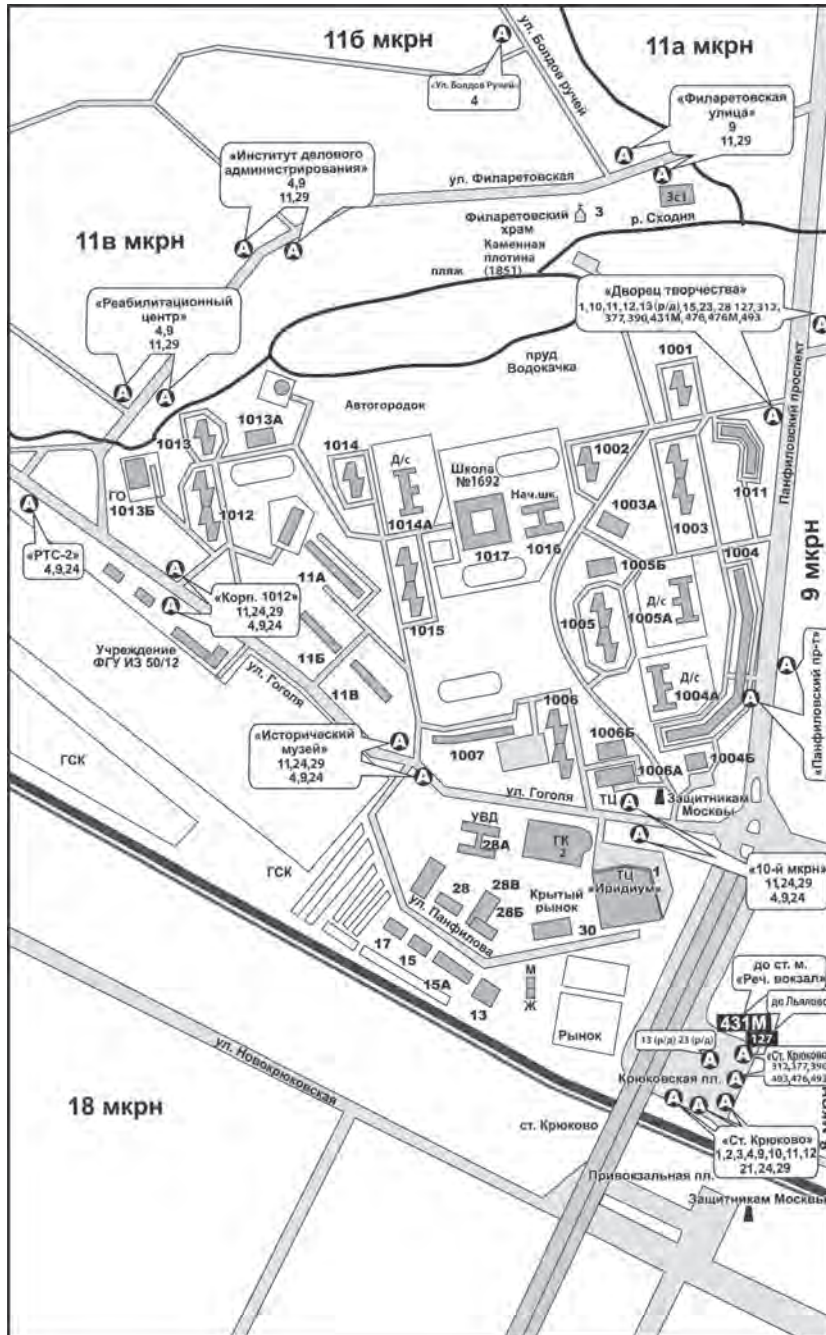 11б мкрн
11а мкрн
ул. Болдов ручей
«Ул. Болдов Ручей»
4
«Филаретовская
улица»
9
11,29
«Институт делового
администрирования»
4,9
11,29
ул. Филаретовская
3с1
Филаретовский
храм
3
р. Сходня
11в мкрн
Каменная
плотина
(1851)
пляж
«Дворец творчества»
1,10,11,12,13 (р/д),15,23,28 127,312,
377,390,431М,476,476М,493
«Реабилитационный
центр»
4,9
11,29
пруд
Водокачка
Панфиловский проспект
1001
Автогородок
1013А
1013
1014
Д/с
1014А
Школа
№1692
1017
Нач.шк.
1016
1002
1003А
1003
1011
ГО
1013Б
1012
«РТС-2»
4,9,24
1004
9 мкрн
11А
1005Б
Д/с
1005А
1005
1015
«Корп. 1012»
11,24,29
4,9,24
11Б
Учреждение
ФГУ ИЗ 50/12
ул. Гоголя
11В
Д/с
1004А
«Панфиловский пр-т»
1006
1007
1006Б
1006А
1004Б
«Исторический
музей»
11,24,29
4,9,24
ГСК
ул. Гоголя
ТЦ
Защитникам
Москвы
УВД
28А
ГК
2
1
ТЦ
«Иридиум»
«10-й мкрн»
11,24,29
4,9,24
ГСК
28
28В
28Б
Крытый
рынок
30
ул. Панфилова
17
15
15А
13
М
Ж
Рынок
до ст. м.
«Реч. вокзал»
до Льялово
431М
127
13 (р/д) 23 (р/д)
«Ст. Крюково»
312,377,390
403,476,493
Крюковская пл.
8 мкрн
ул. Новокрюковская
18 мкрн
ст. Крюково
«Ст. Крюково»
1,2,3,4,9,10,11,12
21,24,29
Привокзальная пл.
Защитникам Москвы